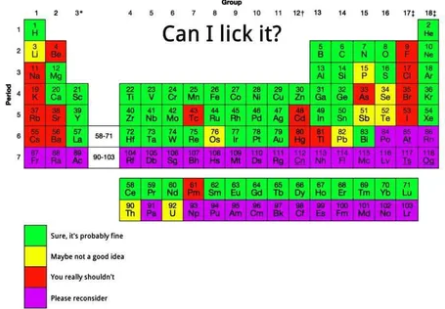 Group
1 2 3* 4 5 6 7 8 9 10 11 12† 13 14 15 16 17‡ 18‡
Can I lick it?
Period
1 1 2
H He
2 3 4 5 6 7 8 9 10
Li Be B C N O F Ne
3 11 12 13 14 15 16 17 18
Na Mg Al Si P S Cl Ar
4 19 20 21 22 23 24 25 26 27 28 29 30 31 32 33 34 35 36
K Ca Sc Ti V Cr Mn Fe Co Ni Cu Zn Ga Ge As Se Br Kr
5 37 38 39 40 41 42 43 44 45 46 47 48 49 50 51 52 53 54
Rb Sr Y Zr Nb Mo Tc Ru Rh Pd Ag Cd In Sn Sb Te I Xe
6 55 56 57 58-71 72 73 74 75 76 77 78 79 80 81 82 83 84 85 86
Cs Ba La Hf Ta W Re Os Ir Pt Au Hg Tl Pb Bi Po At Rn
7 87 88 89 90-103 104 105 106 107 108 109 110 111 112 113 114 115 116 117 118
Fr Ra Ac Rf Db Sg Bh Hs Mt Ds Rg Cn Nh Fl Mc Lv Ts Og
58 59 60 61 62 63 64 65 66 67 68 69 70 71
Ce Pr Nd Pm Sm Eu Gd Tb Dy Ho Er Tm Yb Lu
90 91 92 93 94 95 96 97 98 99 100 101 102 103
Th Pa U Np Pu Am Cm Bk Cf Es Fm Md No Lr
Sure, it's probably fine
Maybe not a good idea
You really shouldn't
Please reconsider